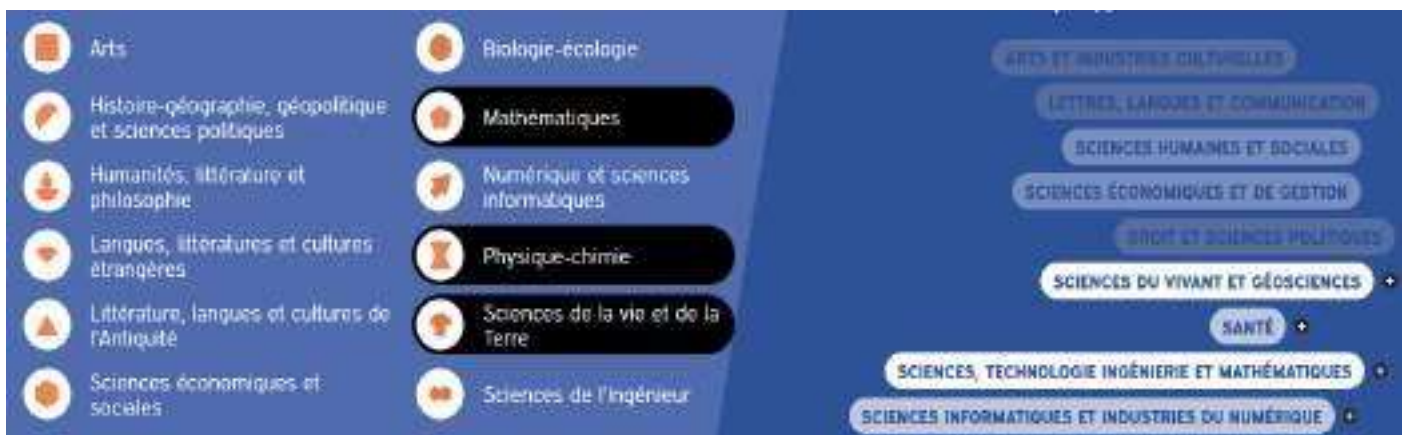 Arts
Histoire-géographie, géopolitique
et sciences politiques
Humanités, littérature et
philosophie
Langues, littératures et cultures
étrangères
Littérature, langues et cultures de
l'Antiquité
Sciences économiques et
sociales
Biologie-écologie
Mathématiques
Numérique et sciences
informatiques
Physique-chimie
Sciences de la vie et de la
Terre
Sciences de l'ingénieur
ARTS ET INDUSTRIES CULTURELLES
LETTRES, LANGUES ET COMMUNICATION
SCIENCES HUMAINES ET SOCIALES
SCIENCES ÉCONOMIQUES ET DE GESTION
DROIT ET SCIENCES POLITIQUES
SCIENCES DU VIVANT ET GÉOSCIENCES
SANTÉ
SCIENCES, TECHNOLOGIE INGÉNIERIE ET MATHÉMATIQUES
SCIENCES INFORMATIQUES ET INDUSTRIES DU NUMÉRIQUE